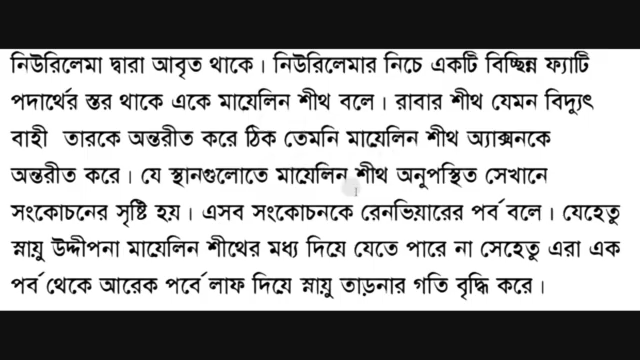 নিউরিলেমা দ্বারা আবৃত থাকে। নিউরিলেমার নিচে একটি বিচ্ছিন্ন ফ্যাটি
পদার্থের স্তর থাকে একে মায়েলিন শীথ বলে। রাবার শীথ যেমন বিদ্যুৎ
বাহী তারকে অন্তরীত করে ঠিক তেমনি মায়েলিন শীথ অ্যাক্সনকে
অন্তরীত করে। যে স্থানগুলোতে মায়েলিন শীথ অনুপস্থিত সেখানে
সংকোচনের সৃষ্টি হয়। এসব সংকোচনকে রেনভিয়ারের পর্ব বলে। যেহেতু
স্নায়ু উদ্দীপনা মায়েলিন শীথের মধ্য দিয়ে যেতে পারে না সেহেতু এরা এক
পর্ব থেকে আরেক পর্বে লাফ দিয়ে স্নায়ু তাড়নার গতি বৃদ্ধি করে।